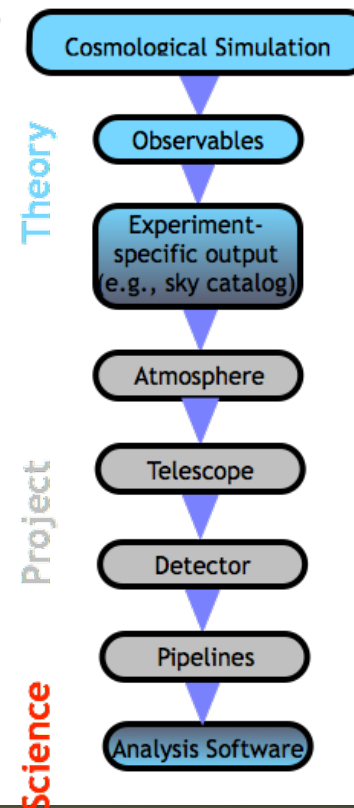 Cosmological Simulation
Theory
Observables
Experiment-
specific output
(e.g., sky catalog)
Atmosphere
Project
Telescope
Detector
Pipelines
Science
Analysis Software